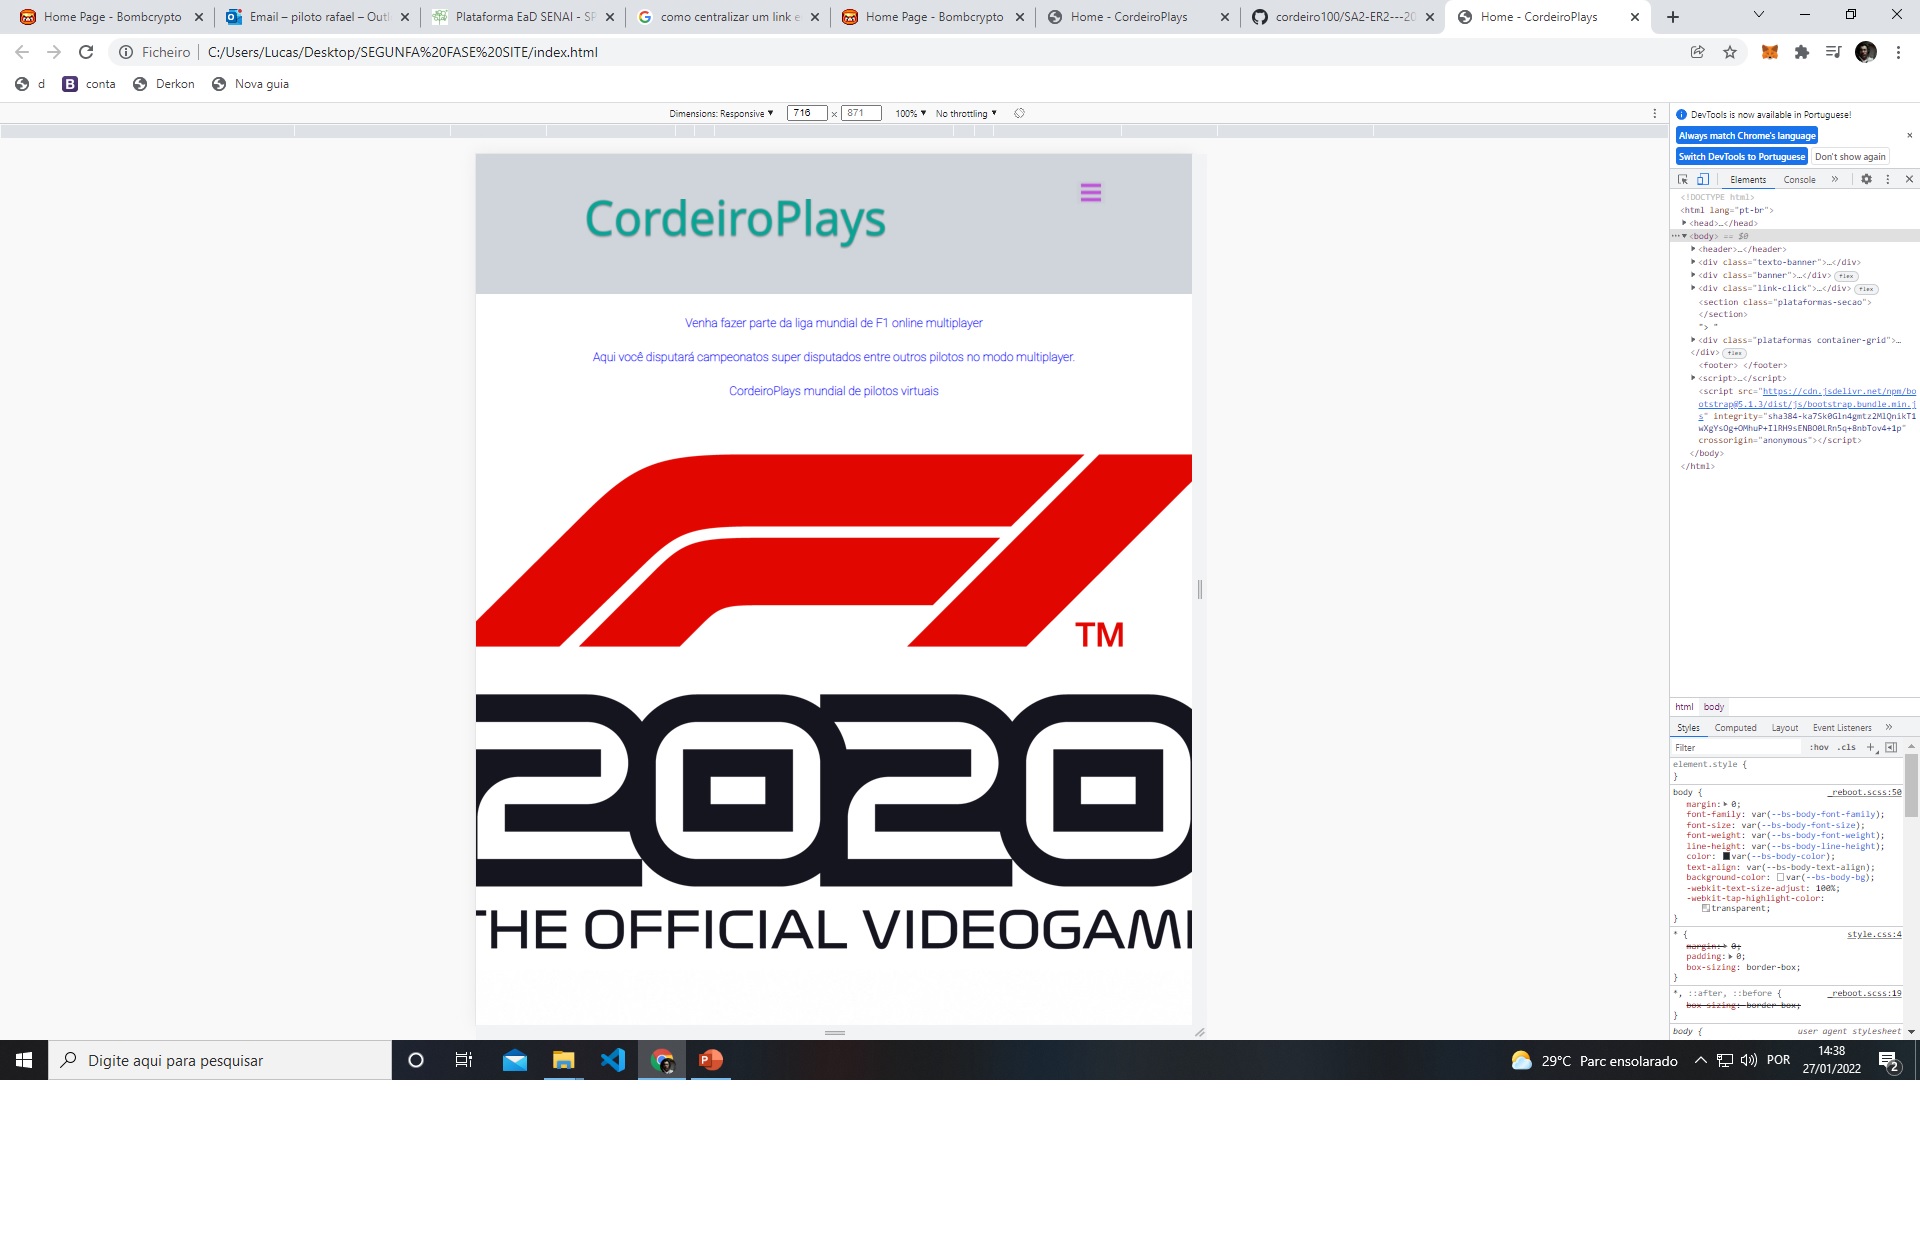 Home Page - Bombcrypto
Email – piloto rafael – Outl
Plataforma EaD SENAI - SP
como centralizar um link e
Home Page - Bombcrypto
Home - CordeiroPlays
cordeiro100/SA2-ER2---20
Home - CordeiroPlays
Ficheiro
C:/Users/Lucas/Desktop/SEGUNFA%20FASE%20SITE/index.html
d
conta
Derkon
Nova guia
Dimensions: Responsive
716 x 871
100%
No throttling
DevTools is now available in Portuguese!
Always match Chrome's language
Switch DevTools to Portuguese
Don't show again
Elements
Console
CordeiroPlays
Venha fazer parte da liga mundial de F1 online multiplayer
Aqui você disputará campeonatos super disputados entre outros pilotos no modo multiplayer.
CordeiroPlays mundial de pilotos virtuais
TM
2020
THE OFFICIAL VIDEOGAM
<!DOCTYPE html>
<html lang="pt-br">
<head>…</head>
<body> == $0
<header>…</header>
<div class="texto-banner">…</div>
<div class="banner">…</div> flex
<div class="link-click">…</div> flex
<section class="plataformas-secao">
</section>
"> "
<div class="plataformas container-grid">…
</div> flex
<footer> </footer>
<script>…</script>
<script src="https://cdn.jsdelivr.net/npm/bo
otstrap@5.1.3/dist/js/bootstrap.bundle.min.j
s" integrity="sha384-ka7Sk0Gln4gmtz2MlQnikT1
wXgYsOg+OMhuP+IlRH9sENBO0LRn5q+8nbTov4+1p"
crossorigin="anonymous"></script>
</body>
</html>
html
body
Styles
Computed
Layout
Event Listeners
Filter
:hov .cls
element.style {
}
body { _reboot.scss:50
margin: 0;
font-family: var(--bs-body-font-family);
font-size: var(--bs-body-font-size);
font-weight: var(--bs-body-font-weight);
line-height: var(--bs-body-line-height);
color: var(--bs-body-color);
text-align: var(--bs-body-text-align);
background-color: var(--bs-body-bg);
-webkit-text-size-adjust: 100%;
-webkit-tap-highlight-color:
transparent;
}
* { style.css:4
margin: 0;
padding: 0;
box-sizing: border-box;
}
*, ::after, ::before { _reboot.scss:19
box-sizing: border-box;
}
body { user agent stylesheet
Digite aqui para pesquisar
29°C Parc ensolarado
POR
14:38
27/01/2022
2